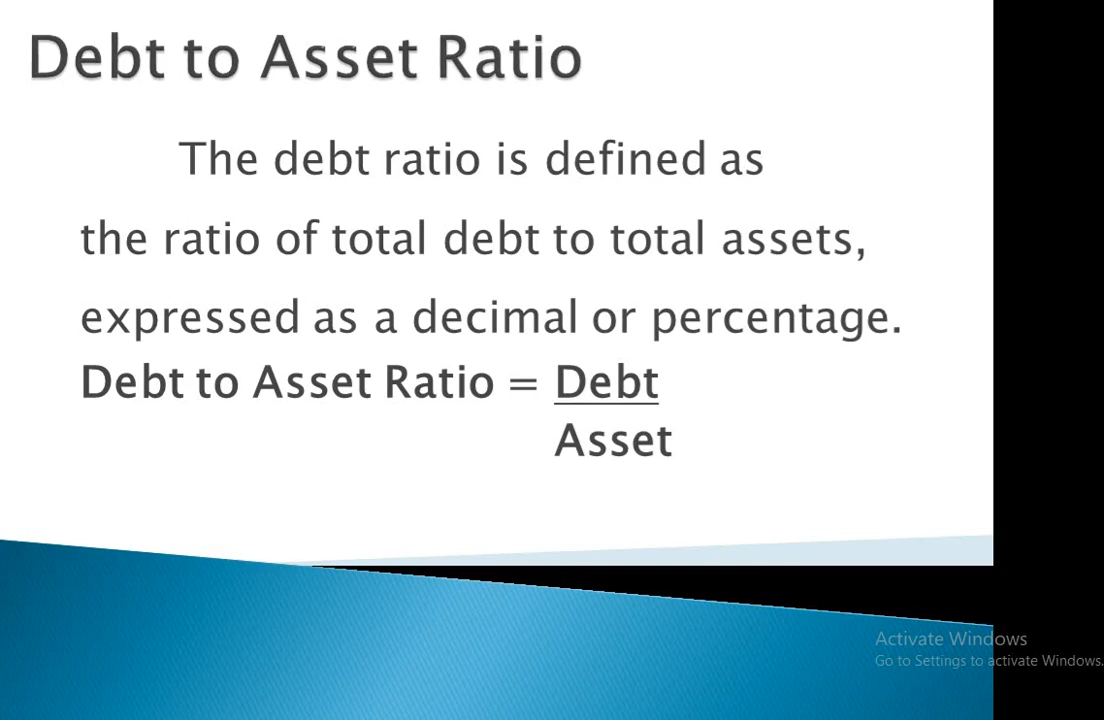 Debt to Asset Ratio
The debt ratio is defined as
the ratio of total debt to total assets,
expressed as a decimal or percentage.
Debt to Asset Ratio = Debt
Asset
Activate Windows
Go to Settings to activate Windows.